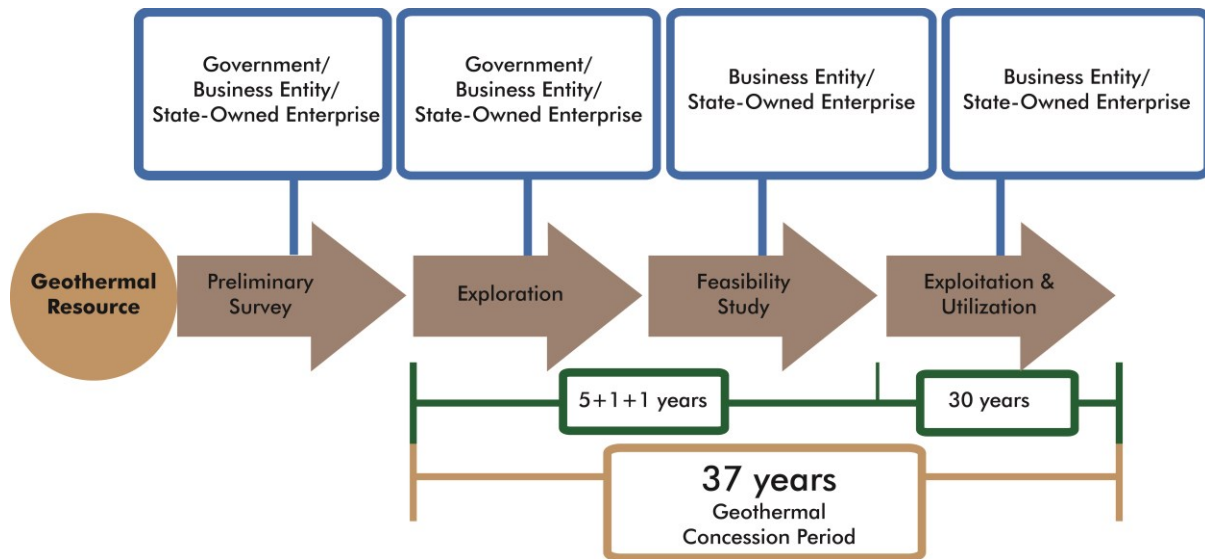 Government/
Business Entity/
State-Owned Enterprise
Government/
Business Entity/
State-Owned Enterprise
Business Entity/
State-Owned Enterprise
Business Entity/
State-Owned Enterprise
Geothermal
Resource
Preliminary
Survey
Exploration
Feasibility
Study
Exploitation &
Utilization
5+1+1 years
30 years
37 years
Geothermal
Concession Period